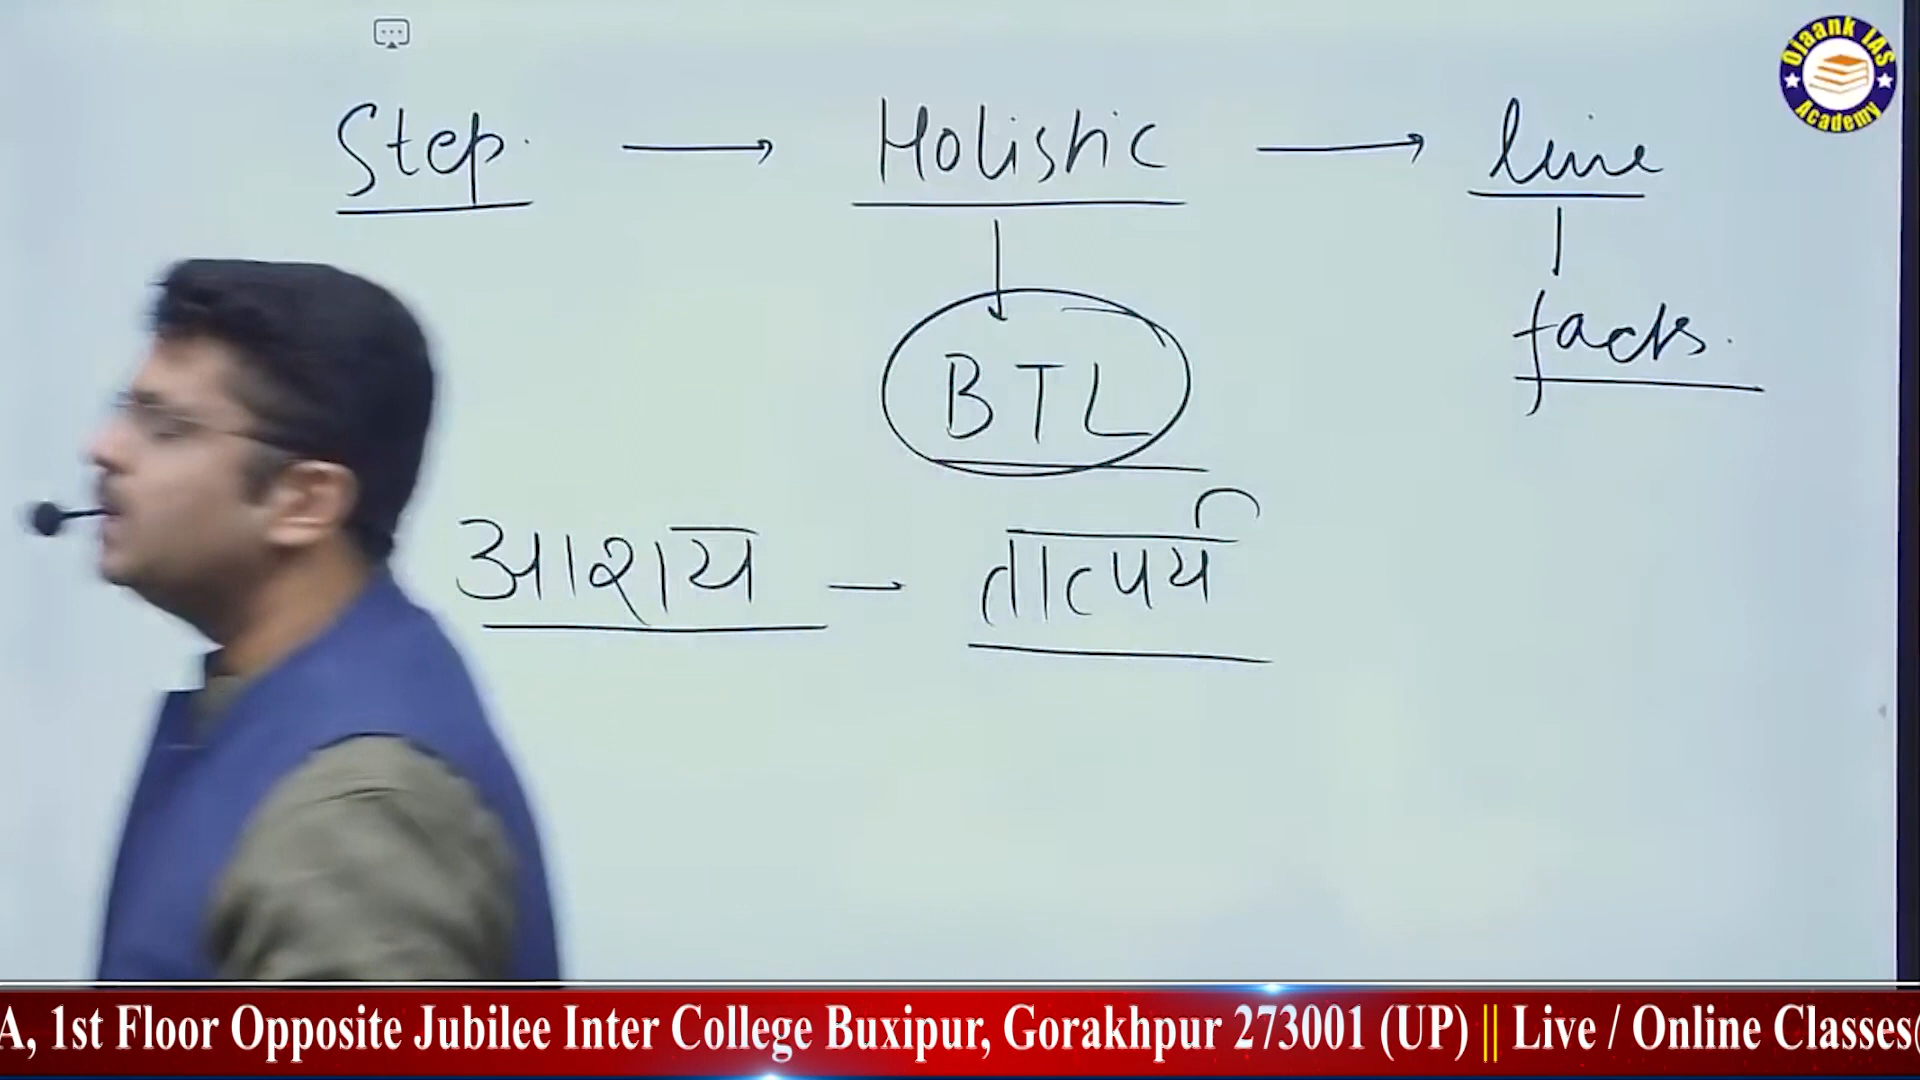 Ojaank IAS
Academy
Step. → Holistic → line
facts.
BTL
आशय - तात्पर्य
A, 1st Floor Opposite Jubilee Inter College Buxipur, Gorakhpur 273001 (UP) || Live / Online Classes@